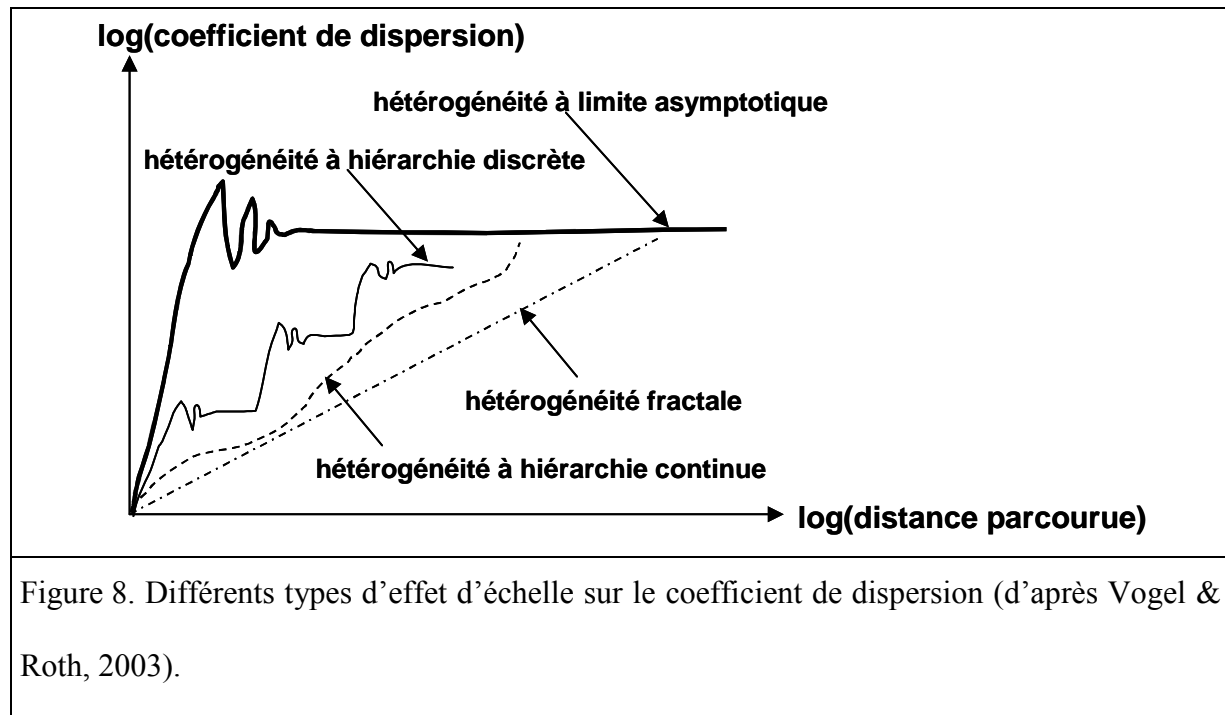 log(coefficient de dispersion)
hétérogénéité à limite asymptotique
hétérogénéité à hiérarchie discrète
hétérogénéité fractale
hétérogénéité à hiérarchie continue
log(distance parcourue)
Figure 8. Différents types d’effet d’échelle sur le coefficient de dispersion (d’après Vogel &
Roth, 2003).